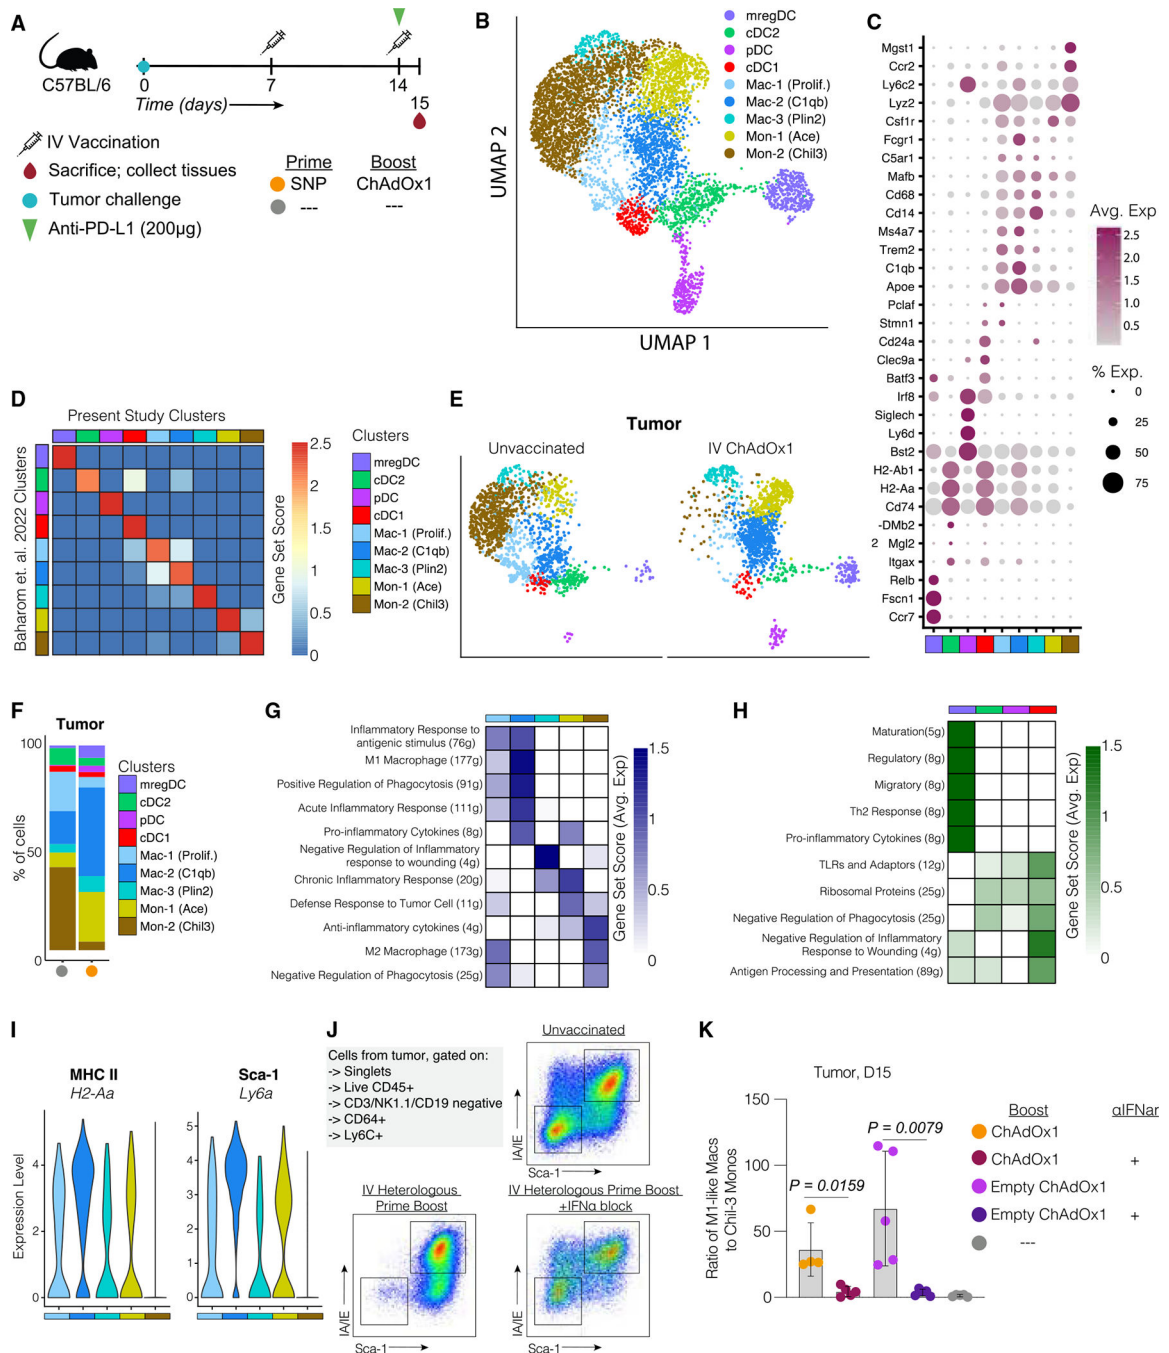 A
C57BL/6
0
7
14
15
Time (days)
IV Vaccination
Sacrifice; collect tissues
Tumor challenge
Anti-PD-L1 (200µg)
Prime
Boost
SNP
ChAdOx1
---
---
B
UMAP 2
UMAP 1
mregDC
cDC2
pDC
cDC1
Mac-1 (Prolif.)
Mac-2 (C1qb)
Mac-3 (Plin2)
Mon-1 (Ace)
Mon-2 (Chil3)
C
Mgst1
Ccr2
Ly6c2
Lyz2
Csf1r
Fcgr1
C5ar1
Mafb
Cd68
Cd14
Ms4a7
Trem2
C1qb
Apoe
Pclaf
Stmn1
Cd24a
Clec9a
Batf3
Irf8
Siglech
Ly6d
Bst2
H2-Ab1
H2-Aa
Cd74
-DMb2
2 Mgl2
Itgax
Relb
Fscn1
Ccr7
Avg. Exp
2.5
2.0
1.5
1.0
0.5
% Exp.
0
25
50
75
D
Present Study Clusters
Baharom et. al. 2022 Clusters
2.5
2
1.5
1
0.5
0
Gene Set Score
Clusters
mregDC
cDC2
pDC
cDC1
Mac-1 (Prolif.)
Mac-2 (C1qb)
Mac-3 (Plin2)
Mon-1 (Ace)
Mon-2 (Chil3)
E
Tumor
Unvaccinated
IV ChAdOx1
F
Tumor
100
50
0
% of cells
Clusters
mregDC
cDC2
pDC
cDC1
Mac-1 (Prolif.)
Mac-2 (C1qb)
Mac-3 (Plin2)
Mon-1 (Ace)
Mon-2 (Chil3)
G
Inflammatory Response to
antigenic stimulus (76g)
M1 Macrophage (177g)
Positive Regulation of Phagocytosis (91g)
Acute Inflammatory Response (111g)
Pro-inflammatory Cytokines (8g)
Negative Regulation of Inflammatory
response to wounding (4g)
Chronic Inflammatory Response (20g)
Defense Response to Tumor Cell (11g)
Anti-inflammatory cytokines (4g)
M2 Macrophage (173g)
Negative Regulation of Phagocytosis (25g)
1.5
1
0.5
0
Gene Set Score (Avg. Exp)
H
Maturation(5g)
Regulatory (8g)
Migratory (8g)
Th2 Response (8g)
Pro-inflammatory Cytokines (8g)
TLRs and Adaptors (12g)
Ribosomal Proteins (25g)
Negative Regulation of Phagocytosis (25g)
Negative Regulation of Inflammatory
Response to Wounding (4g)
Antigen Processing and Presentation (89g)
1.5
1
0.5
0
Gene Set Score (Avg. Exp)
I
MHC II
H2-Aa
Sca-1
Ly6a
Expression Level
4
2
0
5
4
3
2
1
0
J
Cells from tumor, gated on:
-> Singlets
-> Live CD45+
-> CD3/NK1.1/CD19 negative
-> CD64+
-> Ly6C+
Unvaccinated
IA/IE
Sca-1
IV Heterologous
Prime Boost
IA/IE
Sca-1
IV Heterologous Prime Boost
+IFNα block
IA/IE
Sca-1
K
Tumor, D15
Ratio of M1-like Macs
to Chil-3 Monos
150
100
50
0
P = 0.0159
P = 0.0079
Boost
αIFNar
ChAdOx1
ChAdOx1 +
Empty ChAdOx1
Empty ChAdOx1 +
---